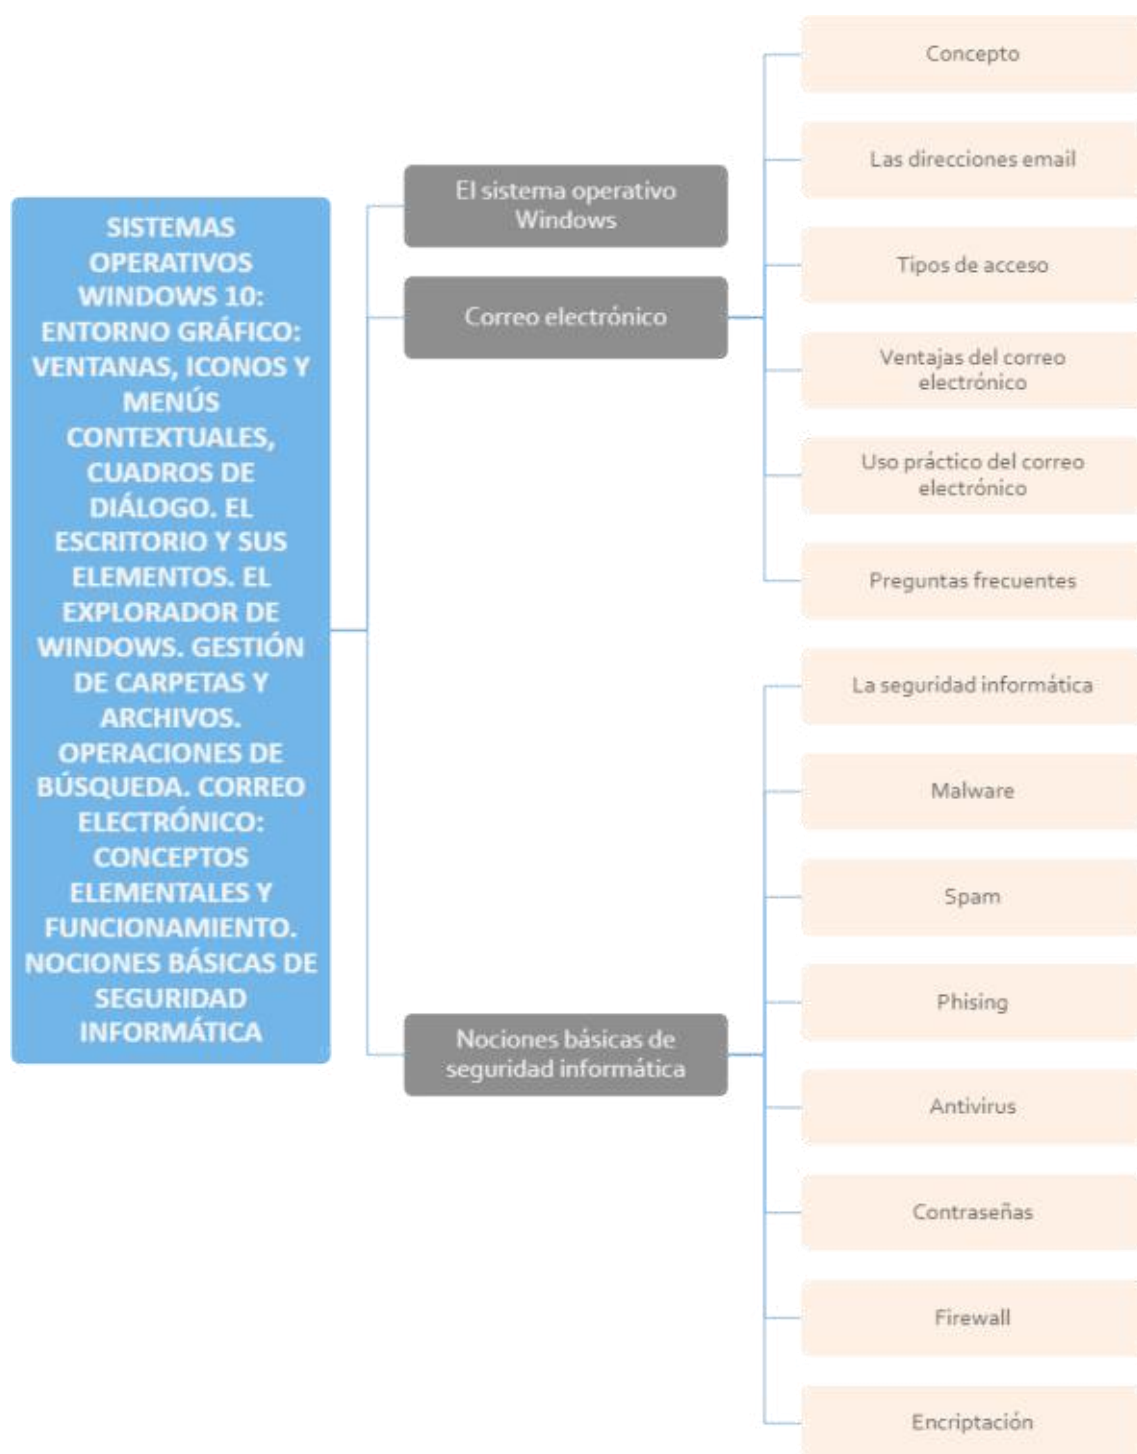 SISTEMAS
OPERATIVOS
WINDOWS 10:
ENTORNO GRÁFICO:
VENTANAS, ICONOS Y
MENÚS
CONTEXTUALES,
CUADROS DE
DIÁLOGO. EL
ESCRITORIO Y SUS
ELEMENTOS. EL
EXPLORADOR DE
WINDOWS. GESTIÓN
DE CARPETAS Y
ARCHIVOS.
OPERACIONES DE
BÚSQUEDA. CORREO
ELECTRÓNICO:
CONCEPTOS
ELEMENTALES Y
FUNCIONAMIENTO.
NOCIONES BÁSICAS DE
SEGURIDAD
INFORMÁTICA
El sistema operativo
Windows
Correo electrónico
Concepto
Las direcciones email
Tipos de acceso
Ventajas del correo
electrónico
Uso práctico del correo
electrónico
Preguntas frecuentes
Nociones básicas de
seguridad informática
La seguridad informática
Malware
Spam
Phising
Antivirus
Contraseñas
Firewall
Encriptación